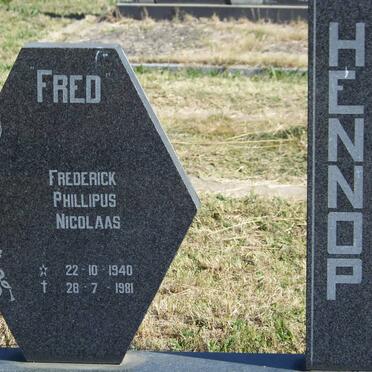 "FRED"
FREDERICK
PHILLIPUS
NICOLAAS
☆ 22-10-1940
† 28-7-1981
HENNOP